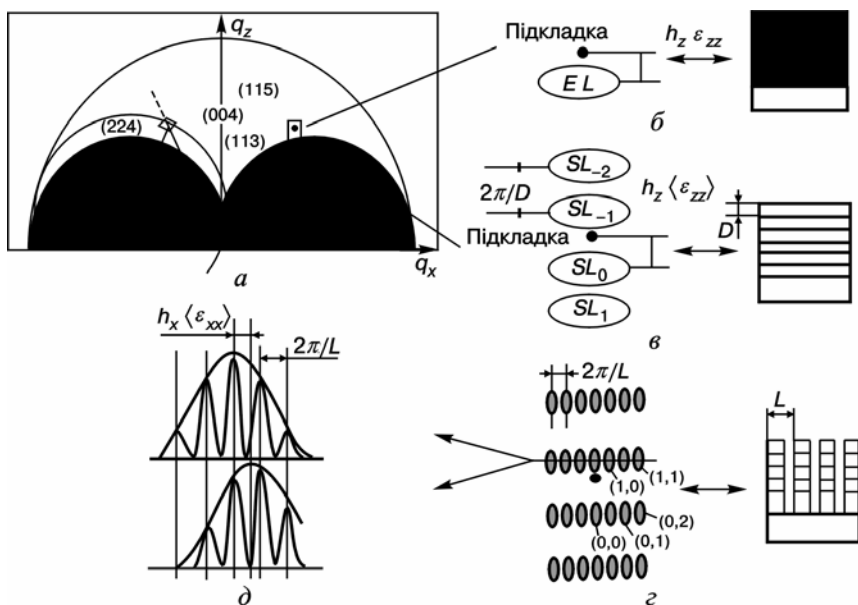 q_z
(115)
(004)
(224)
(113)
q_x
а
Підкладка
E L
h_z ε_zz
б
SL_{-2}
2π/D
SL_{-1}
Підкладка
SL_0
SL_1
h_z ⟨ε_zz⟩
D
в
h_x ⟨ε_xx⟩
2π/L
д
2π/L
(1,0)
(1,1)
(0,2)
(0,0)
(0,1)
L
г